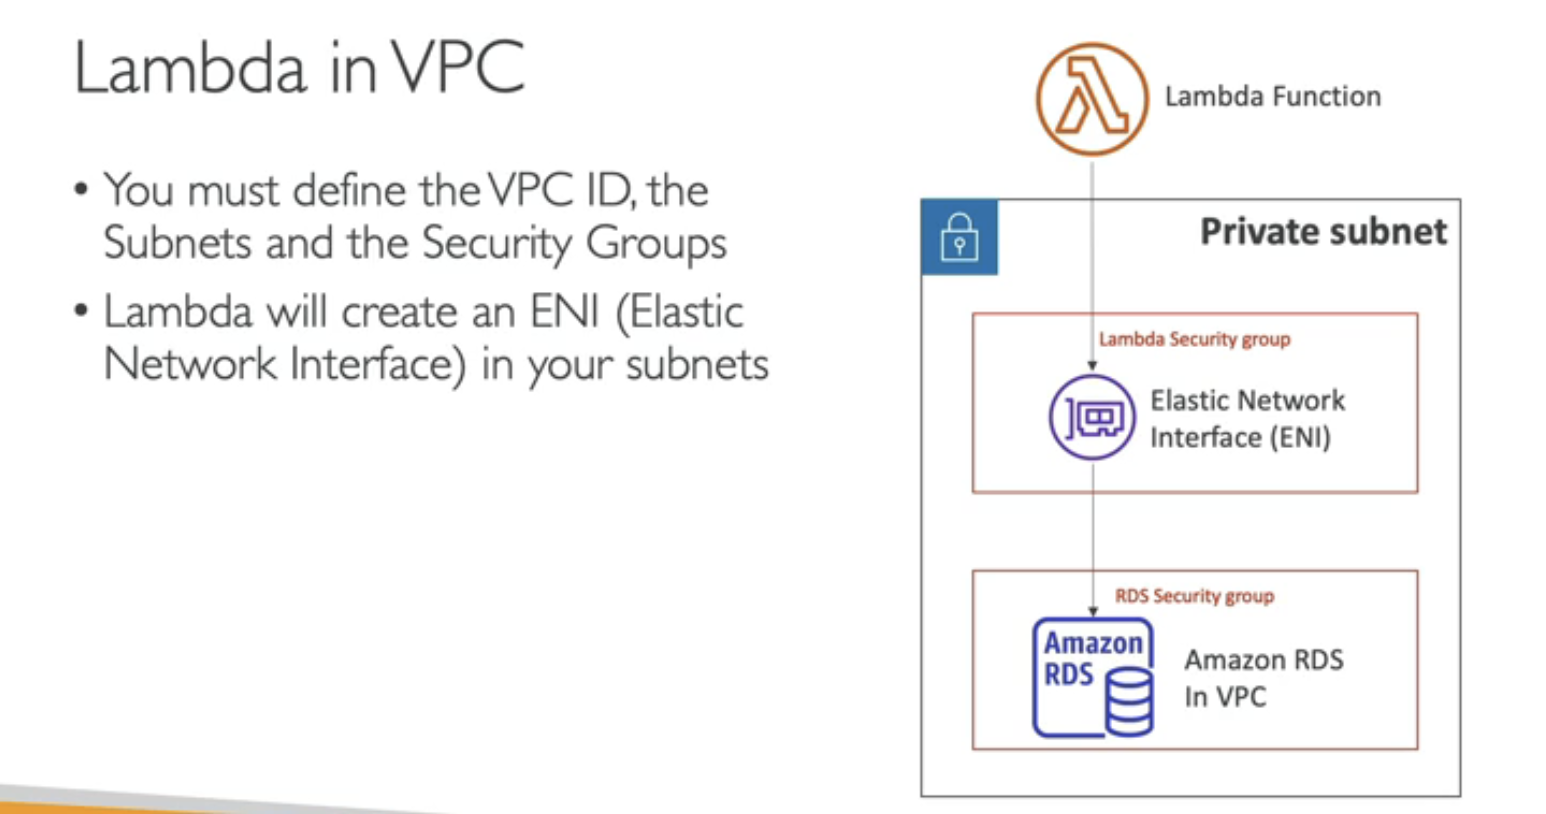 Lambda in VPC
• You must define the VPC ID, the
Subnets and the Security Groups
• Lambda will create an ENI (Elastic
Network Interface) in your subnets
Lambda Function
Private subnet
Lambda Security group
Elastic Network
Interface (ENI)
RDS Security group
Amazon
RDS
Amazon RDS
In VPC